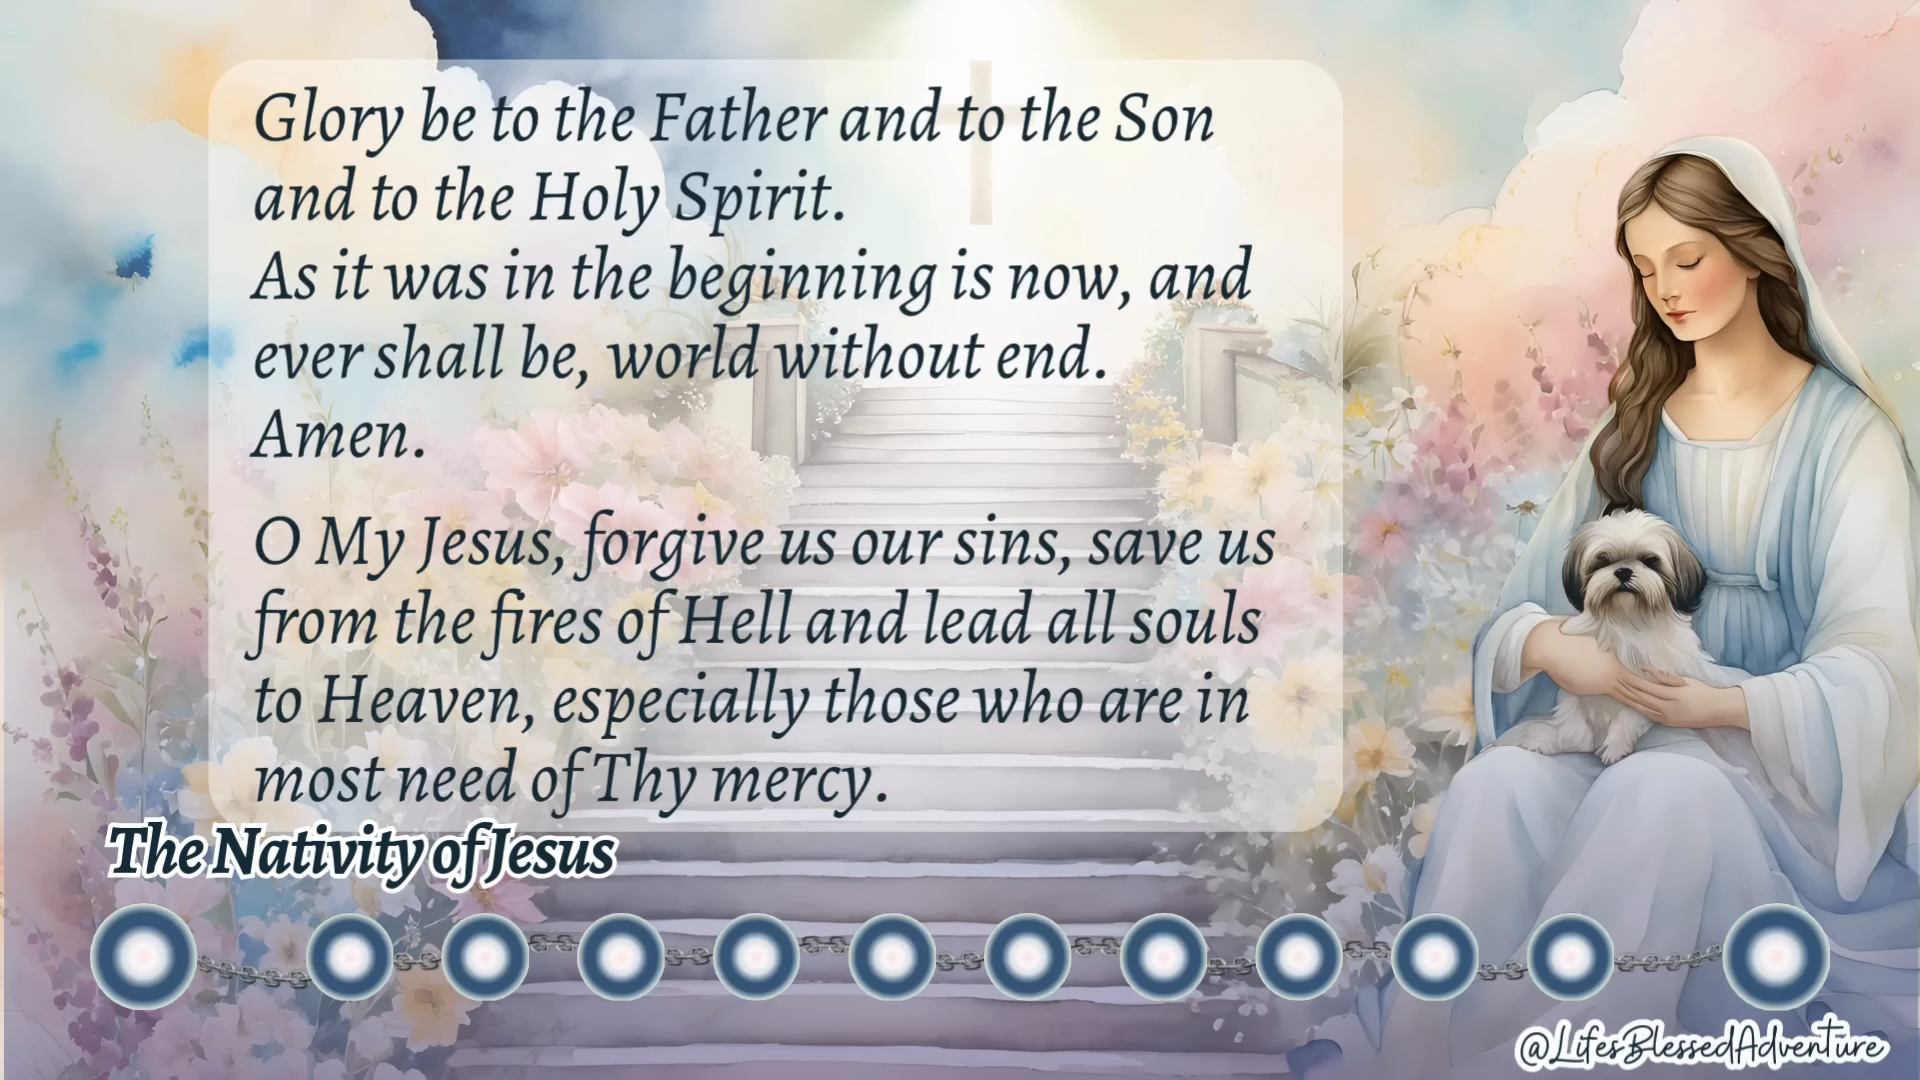 Glory be to the Father and to the Son
and to the Holy Spirit.
As it was in the beginning is now, and
ever shall be, world without end.
Amen.
O My Jesus, forgive us our sins, save us
from the fires of Hell and lead all souls
to Heaven, especially those who are in
most need of Thy mercy.
The Nativity of Jesus
@LifesBlessedAdventure